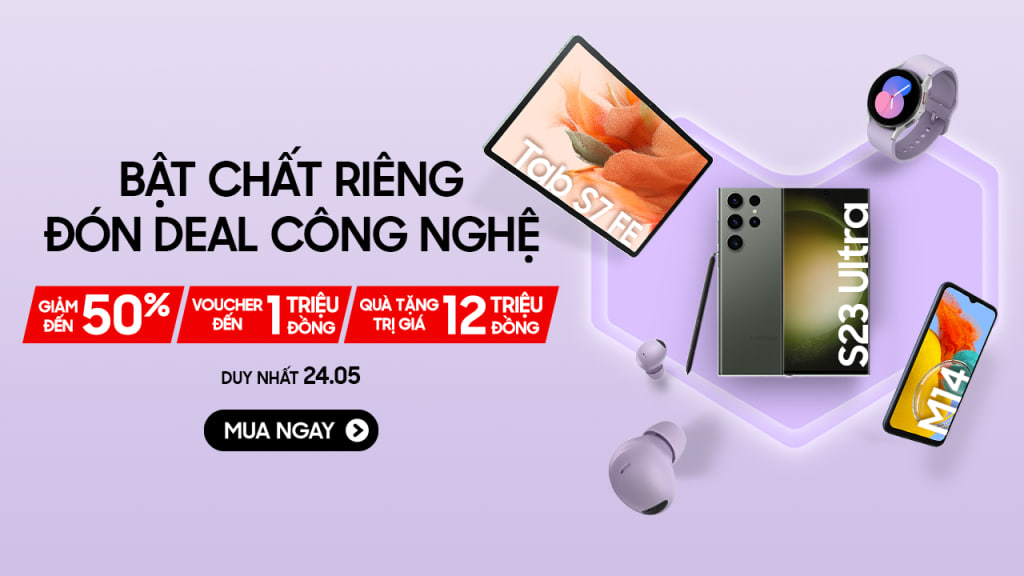 BẬT CHẤT RIÊNG
ĐÓN DEAL CÔNG NGHỆ
GIẢM ĐẾN 50%
VOUCHER ĐẾN 1 TRIỆU ĐỒNG
QUÀ TẶNG TRỊ GIÁ 12 TRIỆU ĐỒNG
DUY NHẤT 24.05
MUA NGAY
Tab S7 FE
S23 Ultra
SAMSUNG
M14